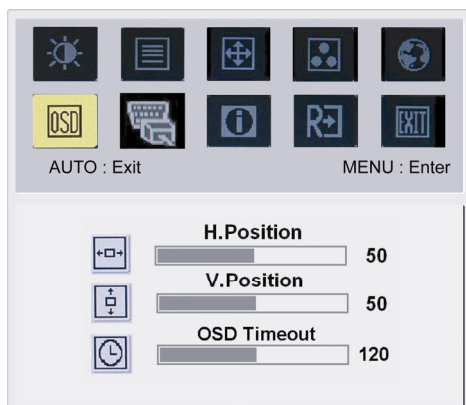 OSD i R EXIT
AUTO : Exit MENU : Enter
H.Position
50
V.Position
50
OSD Timeout
120